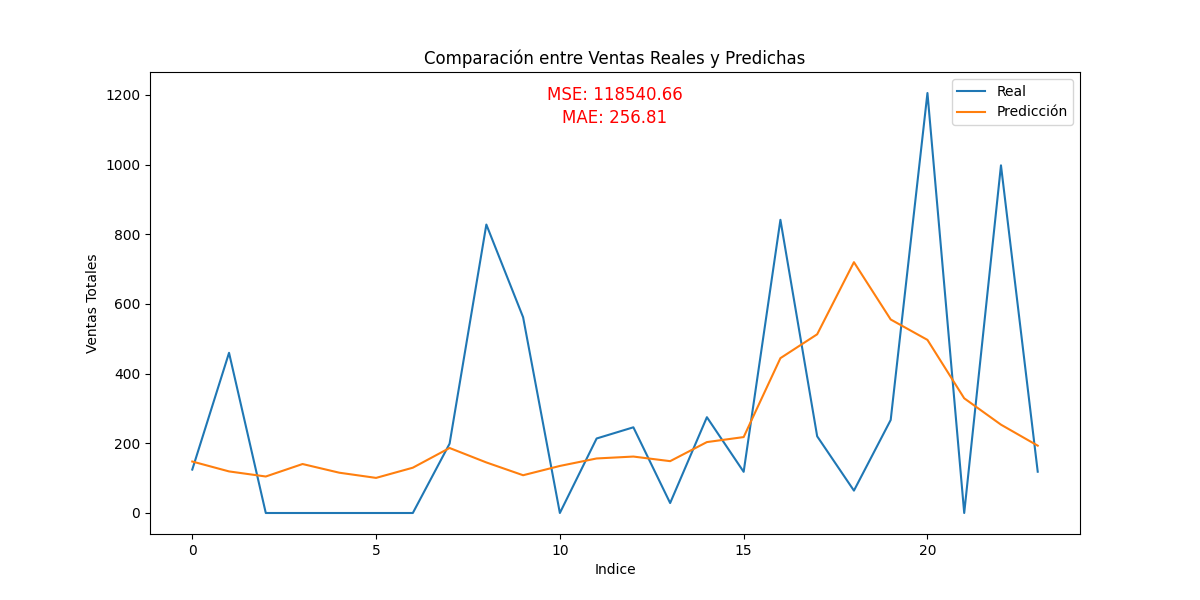 Comparación entre Ventas Reales y Predichas
MSE: 118540.66
MAE: 256.81
Real
Predicción
Ventas Totales
1200
1000
800
600
400
200
0
0 5 10 15 20
Indice